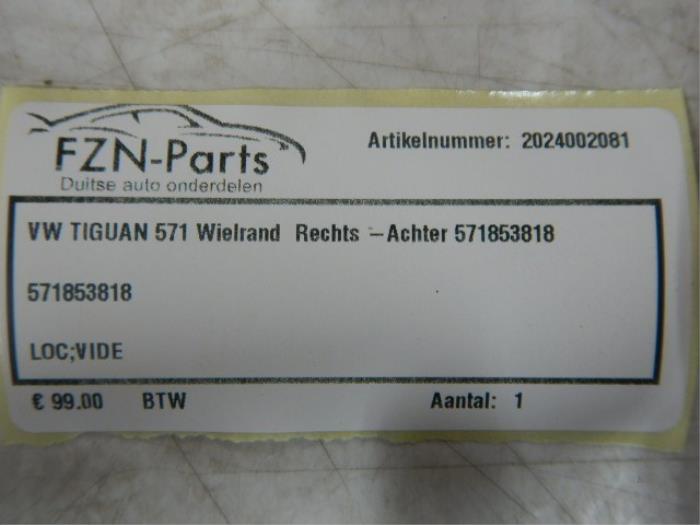 FZN-Parts
Duitse auto onderdelen
Artikelnummer: 2024002081
VW TIGUAN 571 Wielrand Rechts -Achter 571853818
571853818
LOC;VIDE
€ 99.00 BTW Aantal: 1